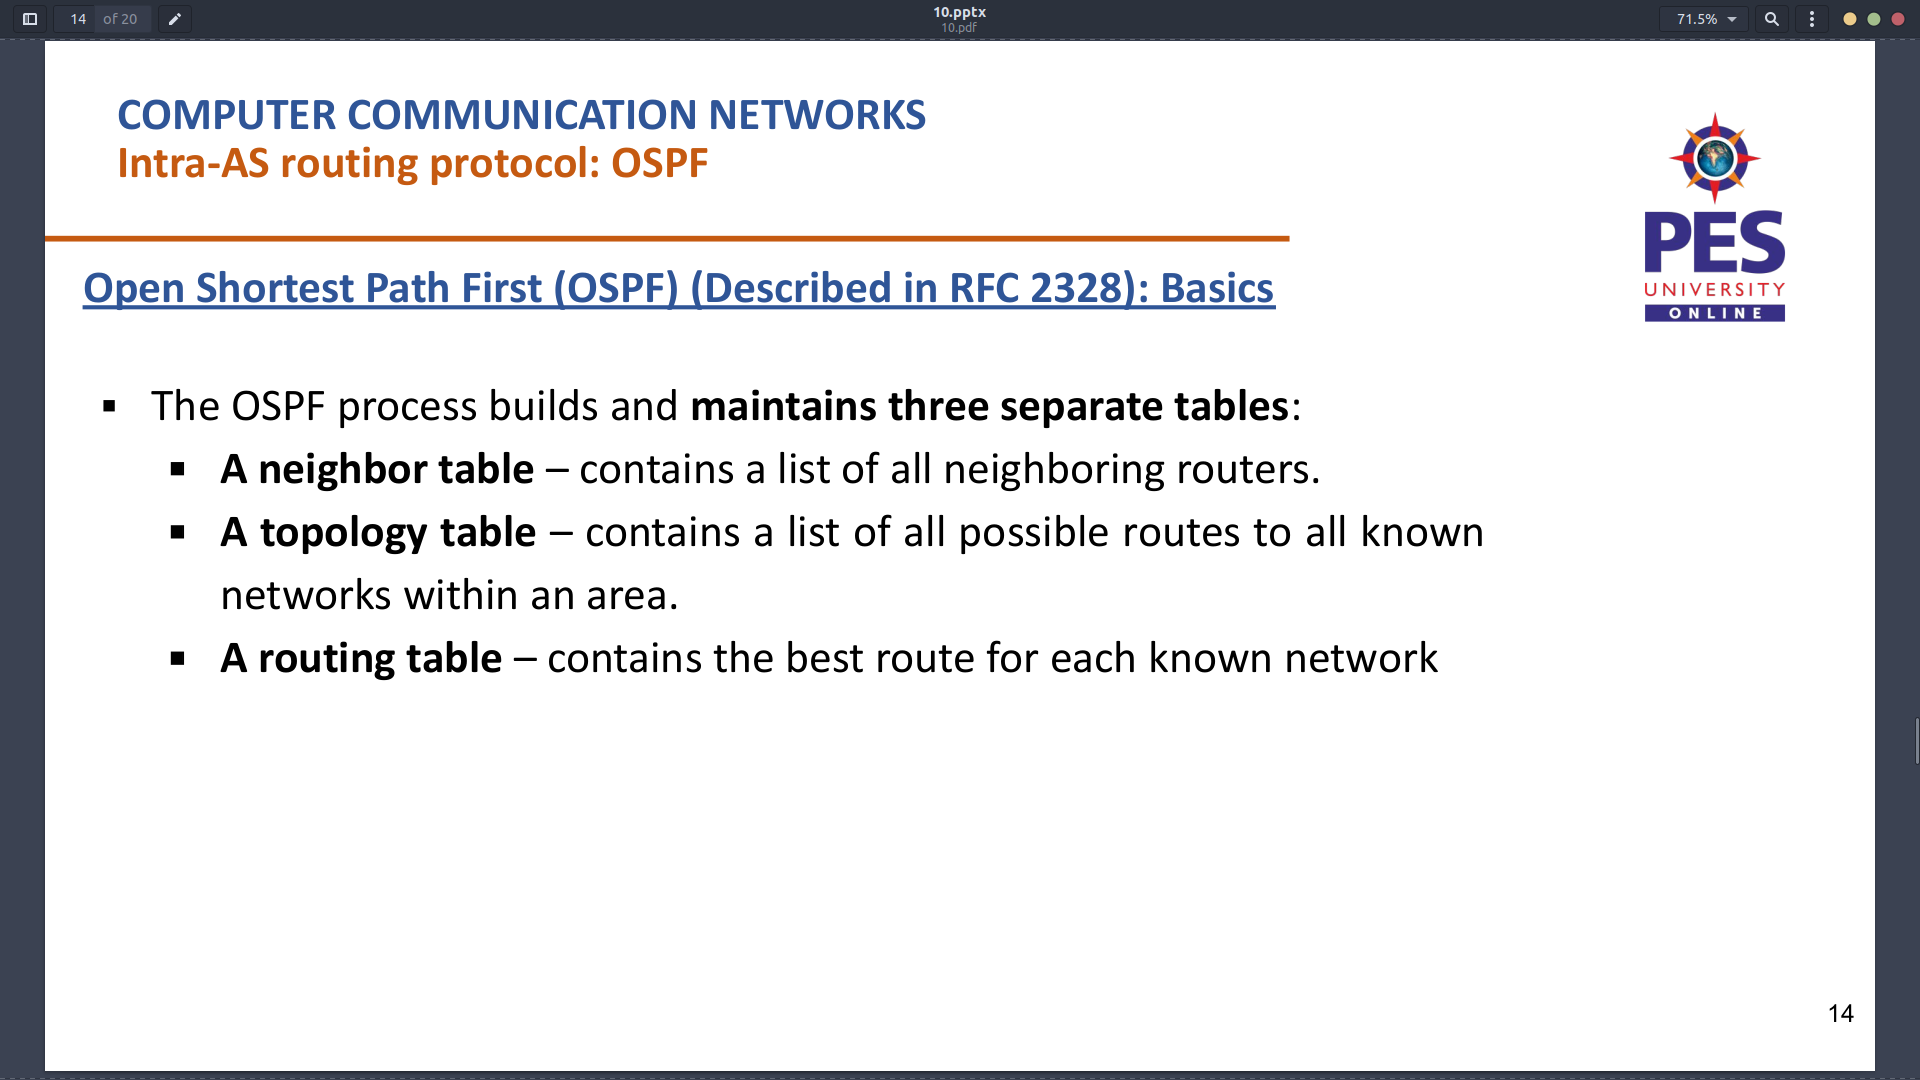 14 of 20
10.pptx
10.pdf
71.5%
COMPUTER COMMUNICATION NETWORKS
Intra-AS routing protocol: OSPF
PES
UNIVERSITY
ONLINE
Open Shortest Path First (OSPF) (Described in RFC 2328): Basics
▪ The OSPF process builds and maintains three separate tables:
▪ A neighbor table – contains a list of all neighboring routers.
▪ A topology table – contains a list of all possible routes to all known
networks within an area.
▪ A routing table – contains the best route for each known network
14